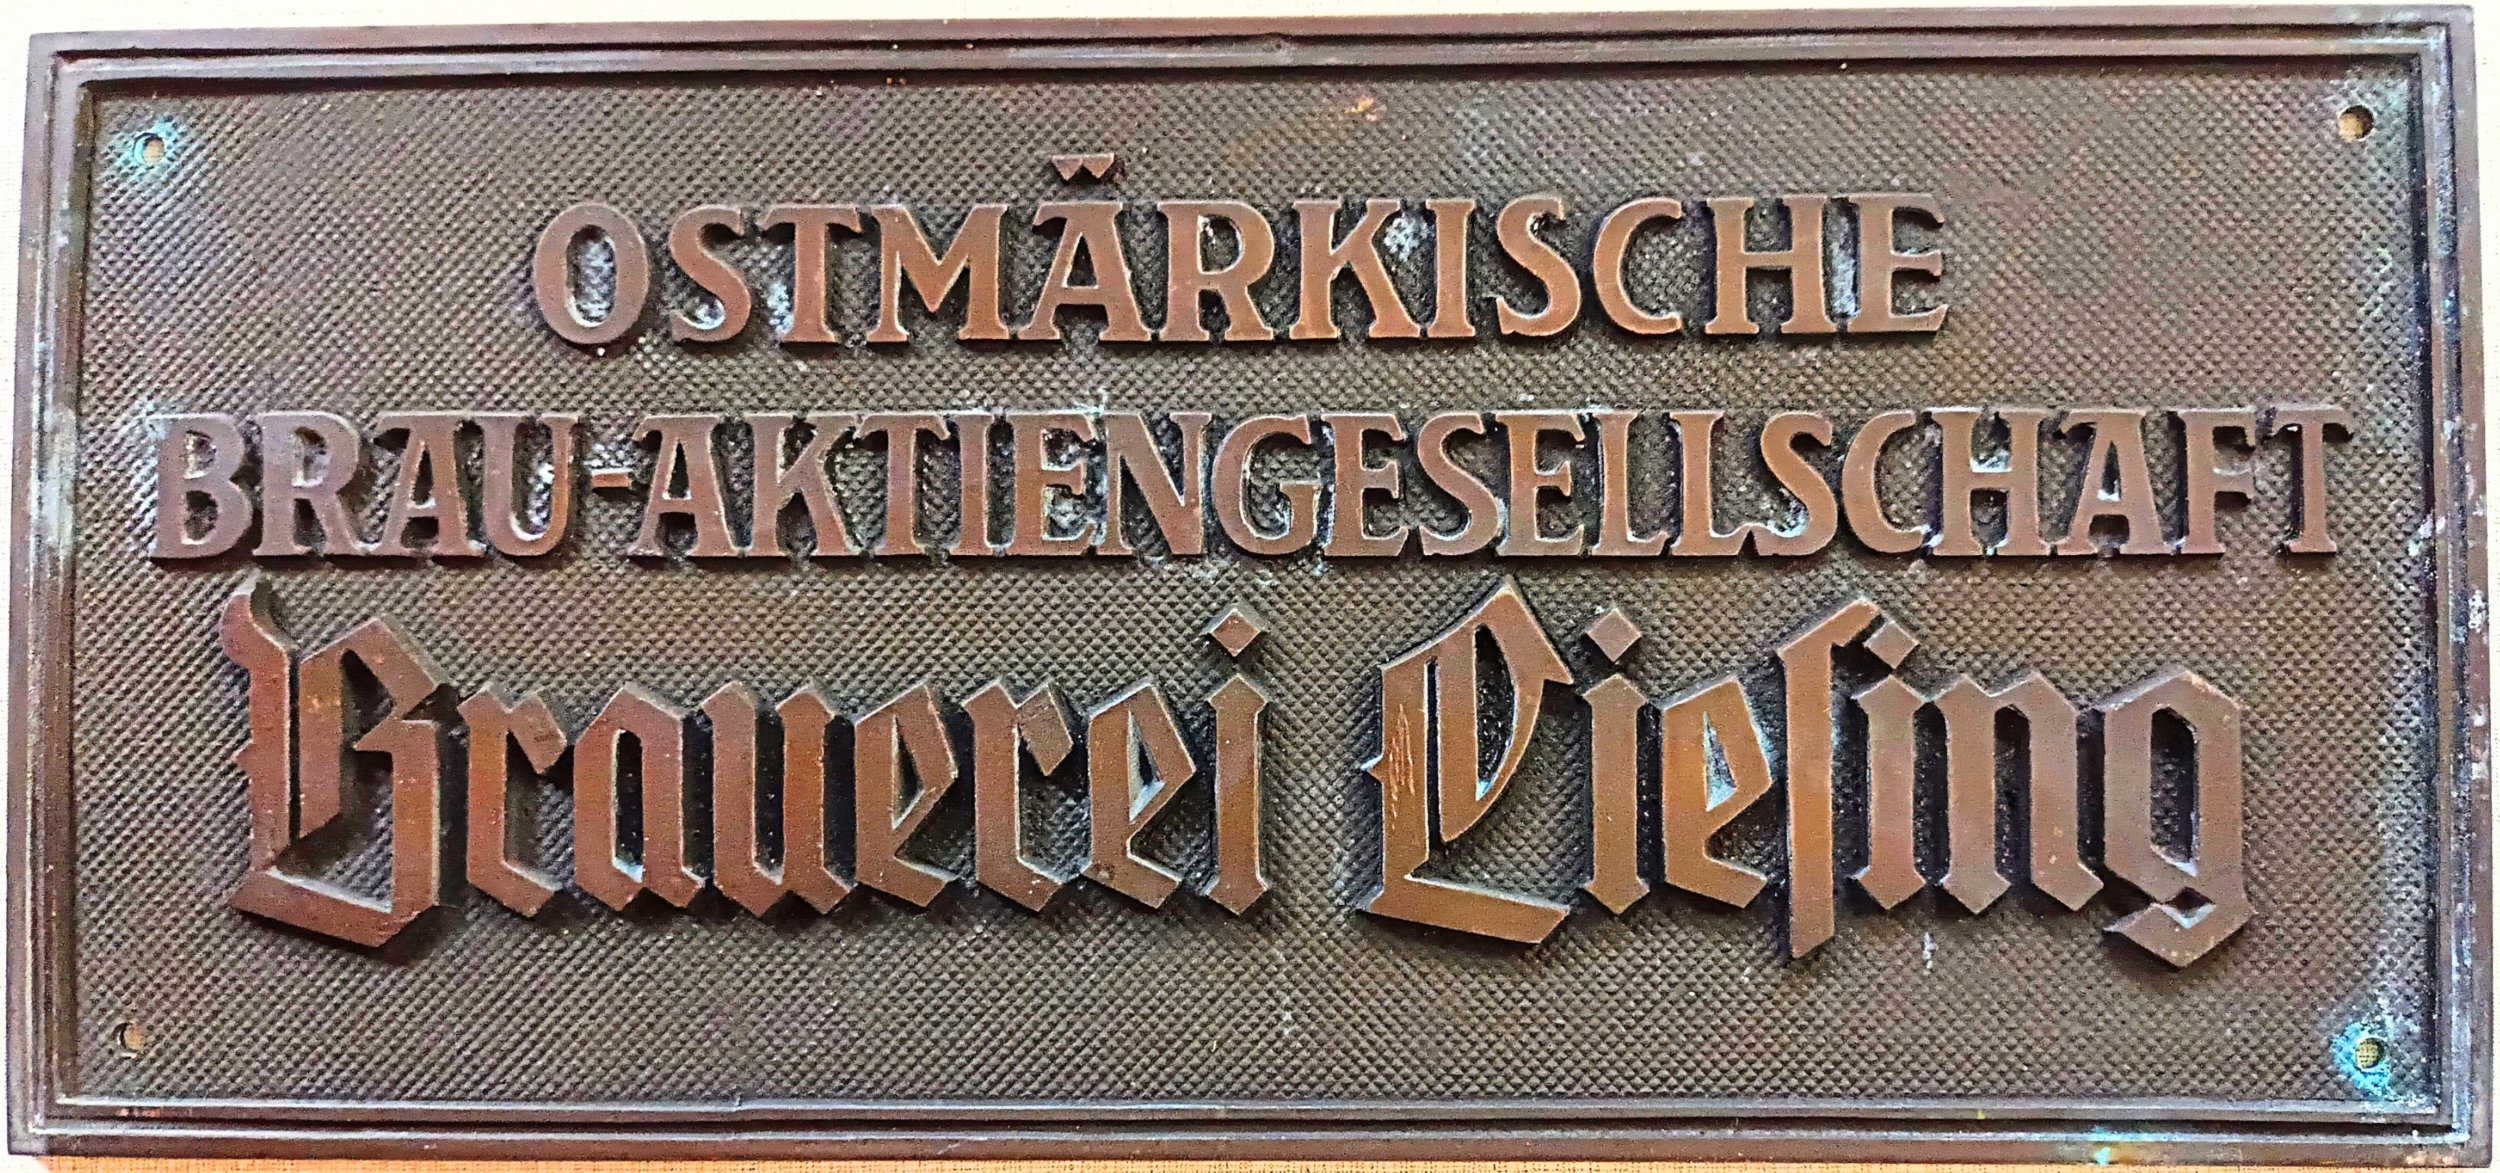 OSTMÄRKISCHE
BRAU-AKTIENGESELLSCHAFT
Brauerei Lieſing